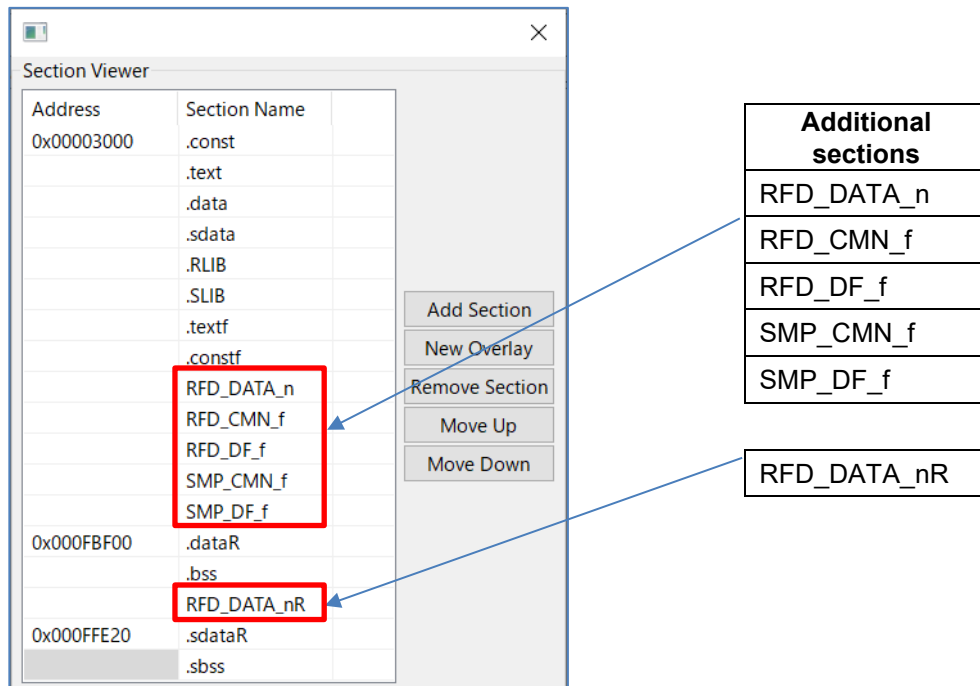 Section Viewer
Address Section Name
0x00003000 .const
.text
.data
.sdata
.RLIB
.SLIB
.textf
.constf
RFD_DATA_n
RFD_CMN_f
RFD_DF_f
SMP_CMN_f
SMP_DF_f
0x000FBF00 .dataR
.bss
RFD_DATA_nR
0x000FFE20 .sdataR
.sbss
Add Section
New Overlay
Remove Section
Move Up
Move Down
Additional
sections
RFD_DATA_n
RFD_CMN_f
RFD_DF_f
SMP_CMN_f
SMP_DF_f
RFD_DATA_nR